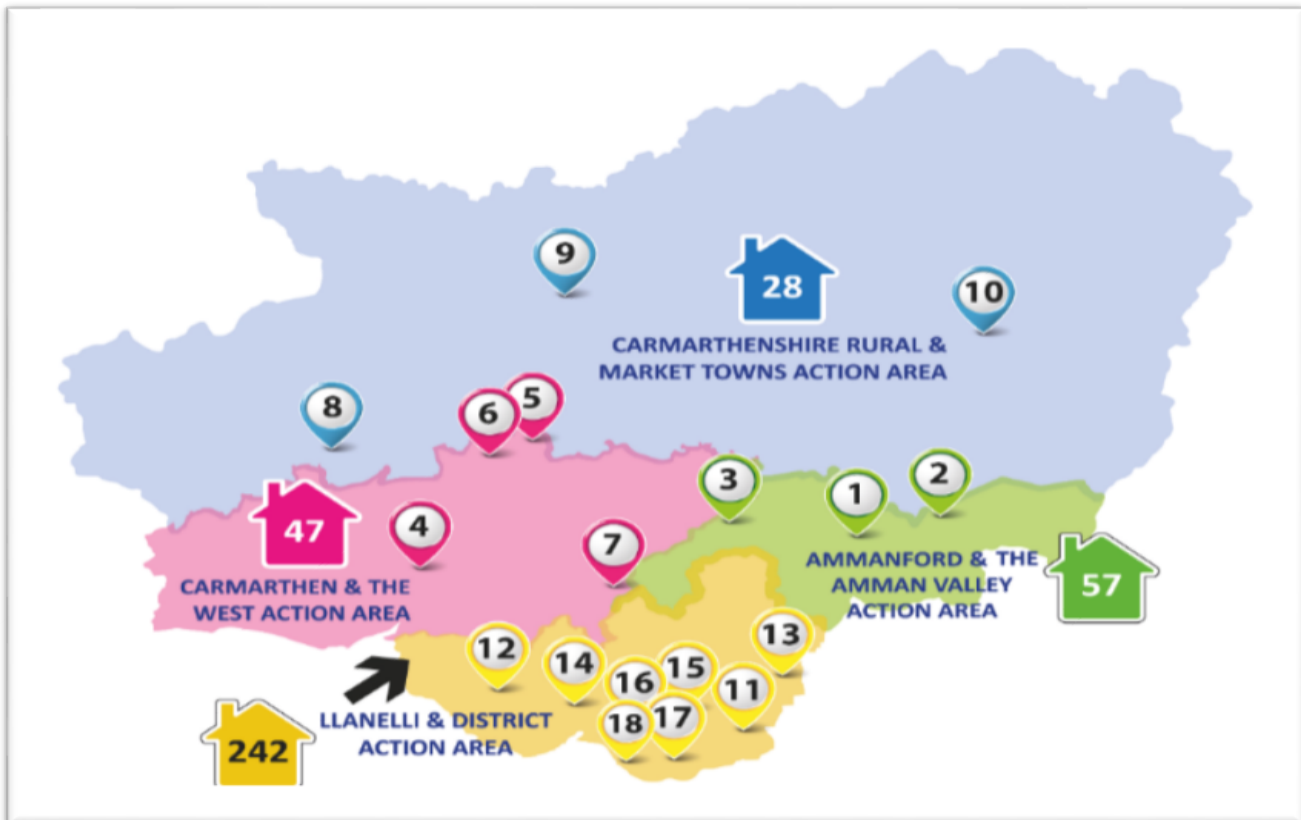 9
28
10
CARMARTHENSHIRE RURAL &
MARKET TOWNS ACTION AREA
8
6
5
3
1
2
47
4
7
CARMARTHEN & THE
WEST ACTION AREA
AMMANFORD & THE
AMMAN VALLEY
ACTION AREA
57
12
14
16
15
13
11
18
17
LLANELLI & DISTRICT
ACTION AREA
242